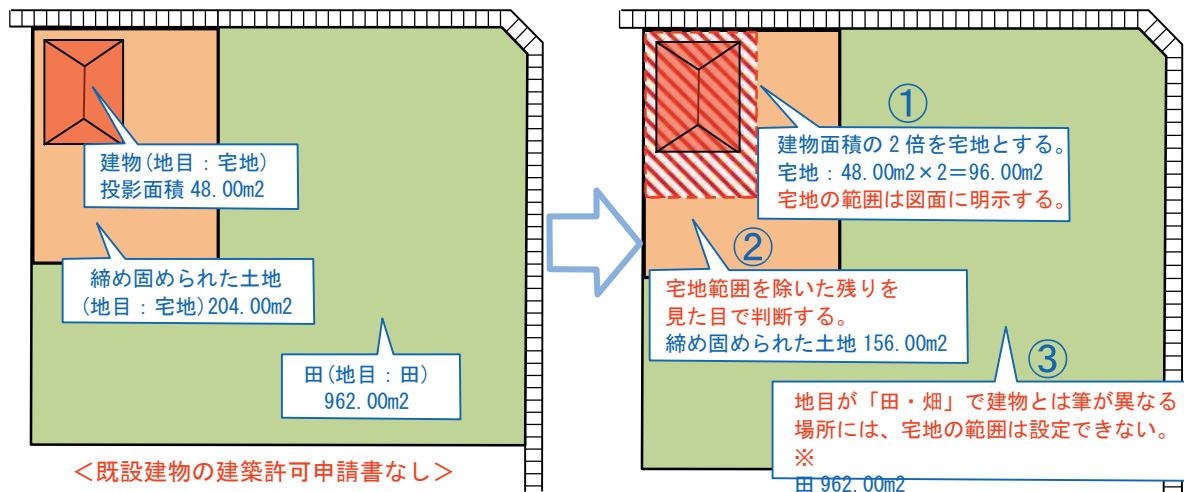 建物(地目：宅地)
投影面積 48.00m2
締め固められた土地
(地目：宅地)204.00m2
田(地目：田)
962.00m2
＜既設建物の建築許可申請書なし＞
①
建物面積の２倍を宅地とする。
宅地：48.00m2×2＝96.00m2
宅地の範囲は図面に明示する。
②
宅地範囲を除いた残りを
見た目で判断する。
締め固められた土地 156.00m2
③
地目が「田・畑」で建物とは筆が異なる
場所には、宅地の範囲は設定できない。
※
田 962.00m2